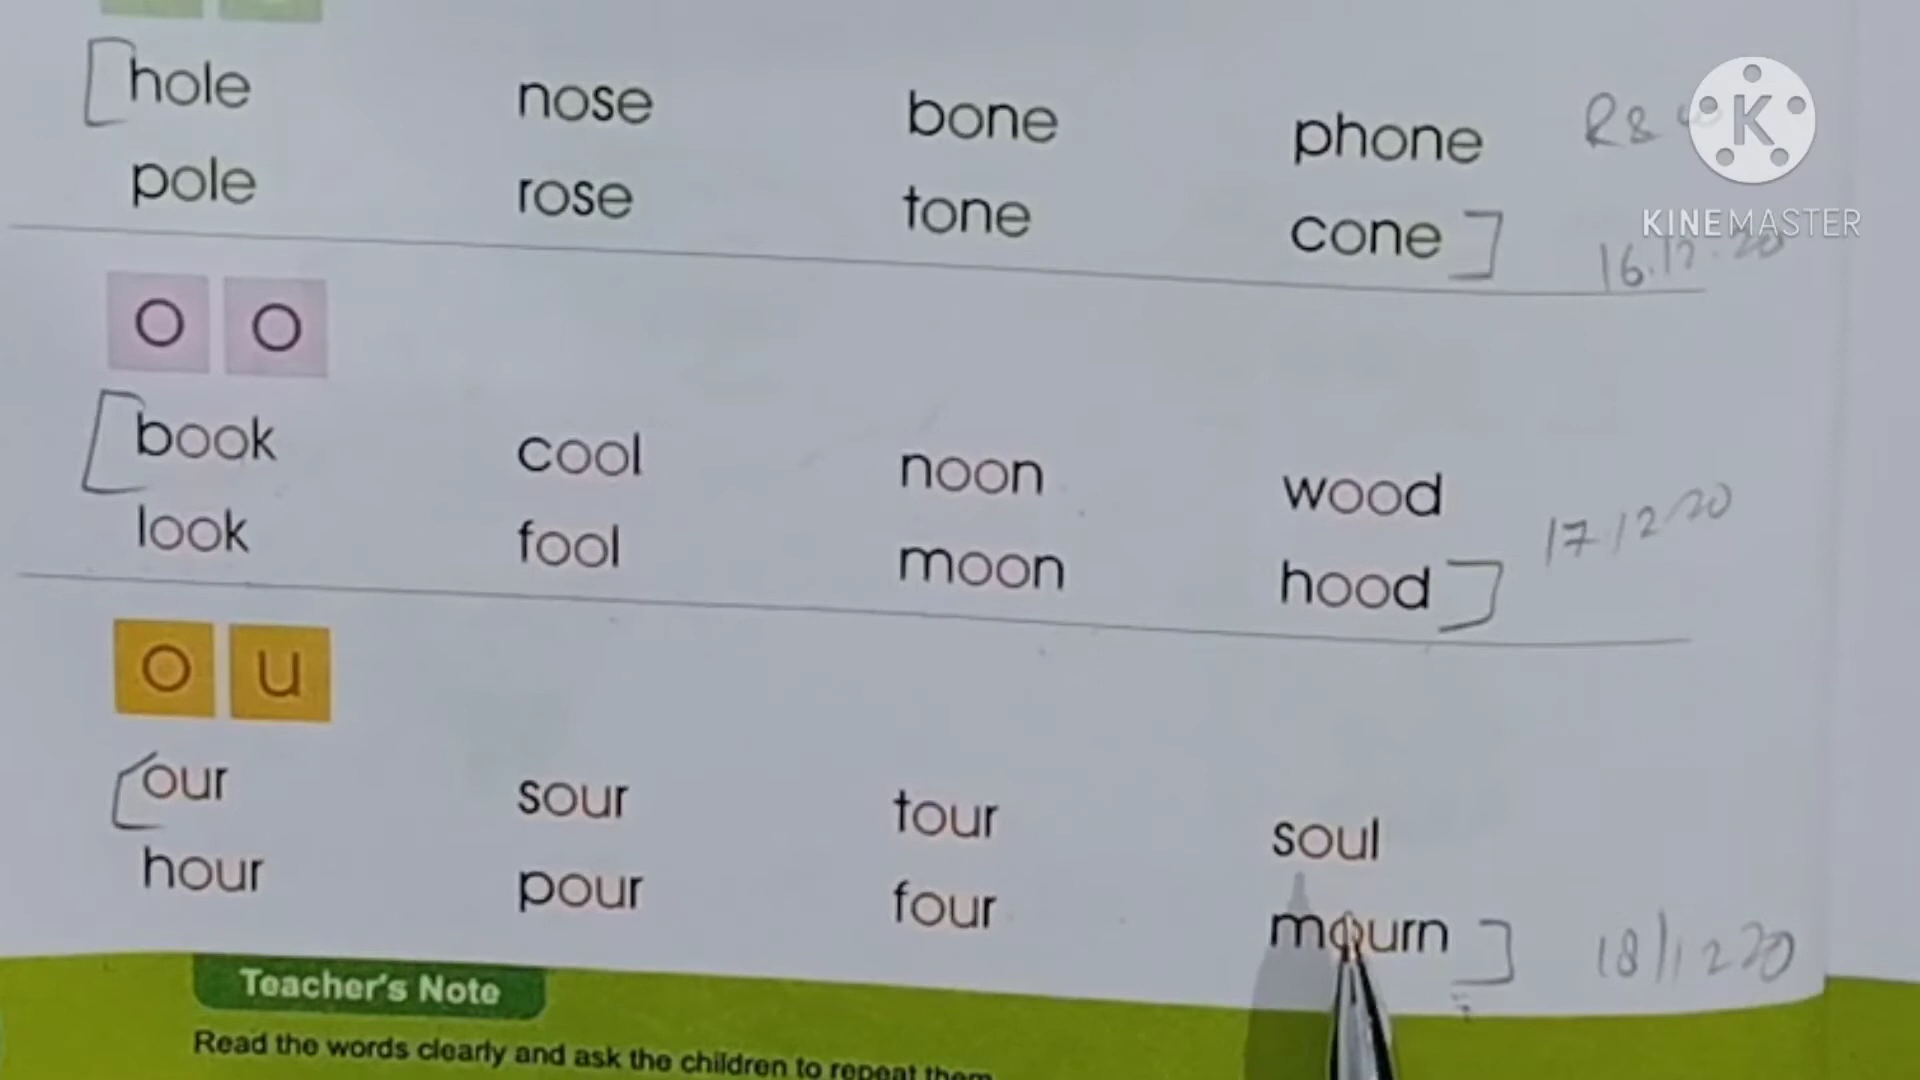 hole nose bone phone R &
pole rose tone cone 16.12.20
KINEMASTER
o o
book cool noon wood
look fool moon hood 17/12 20
o u
our sour tour soul
hour pour four mourn 18/12 20
Teacher's Note
Read the words clearly and ask the children to repeat them